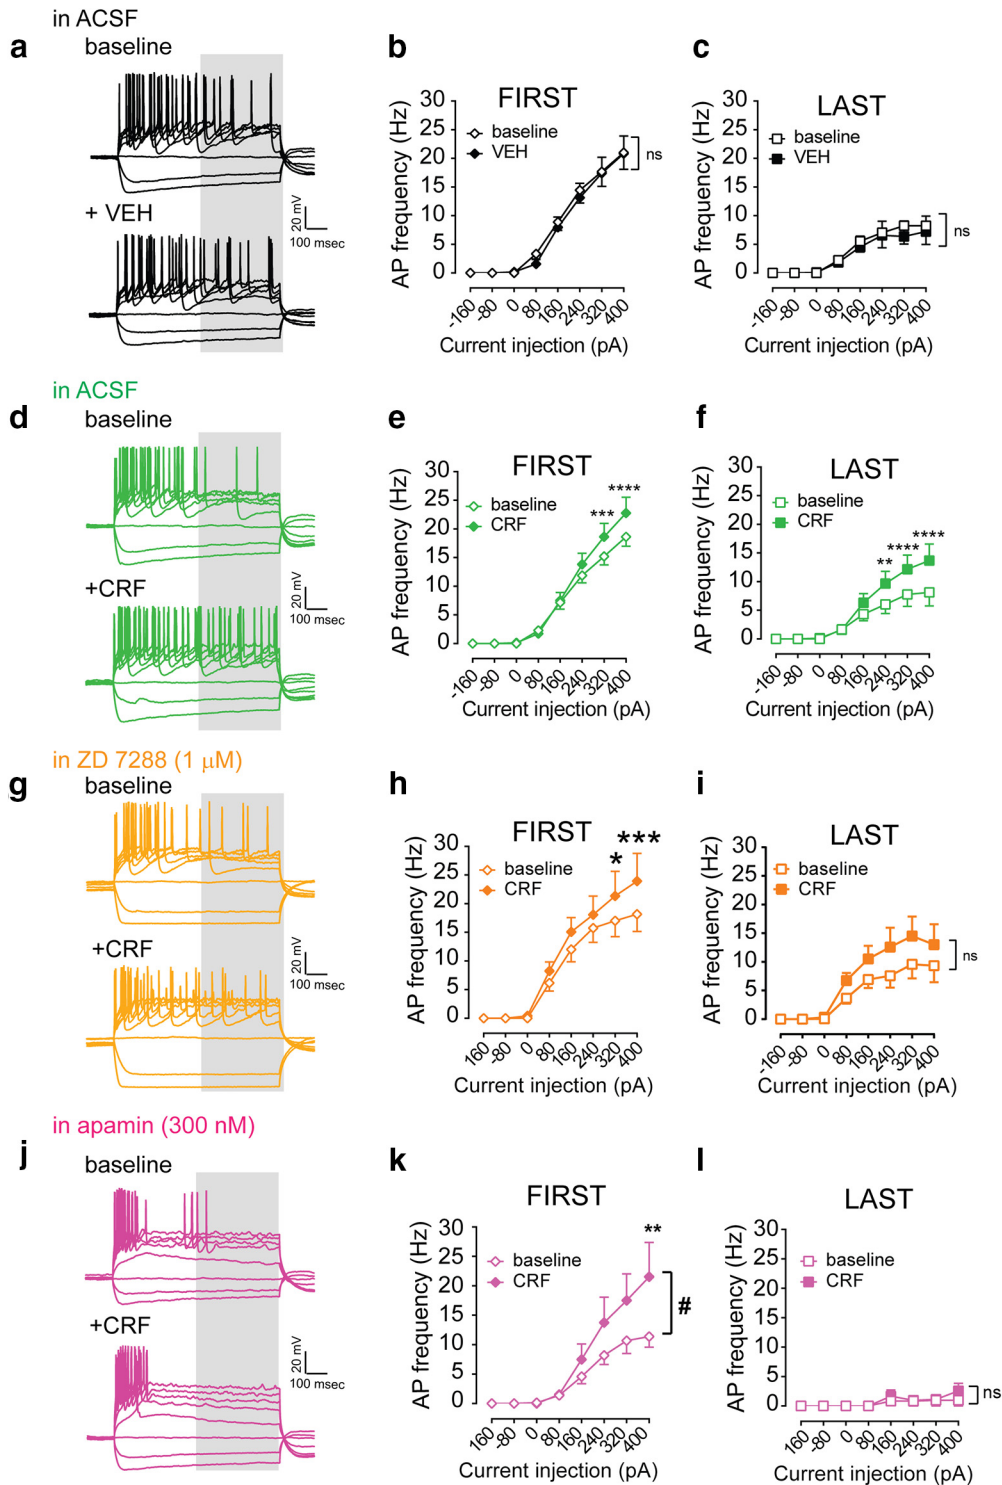 in ACSF
a
baseline
+ VEH
20 mV
100 msec
b
FIRST
baseline
VEH
ns
AP frequency (Hz)
30
25
20
15
10
5
0
-160
-80
0
80
160
240
320
400
Current injection (pA)
c
LAST
baseline
VEH
ns
AP frequency (Hz)
30
25
20
15
10
5
0
-160
-80
0
80
160
240
320
400
Current injection (pA)
in ACSF
d
baseline
+CRF
20 mV
100 msec
e
FIRST
baseline
CRF
***
****
AP frequency (Hz)
30
25
20
15
10
5
0
-160
-80
0
80
160
240
320
400
Current injection (pA)
f
LAST
baseline
CRF
**
****
****
AP frequency (Hz)
30
25
20
15
10
5
0
-160
-80
0
80
160
240
320
400
Current injection (pA)
in ZD 7288 (1 μM)
g
baseline
+CRF
20 mV
100 msec
h
FIRST
baseline
CRF
*
***
AP frequency (Hz)
30
25
20
15
10
5
0
160
-80
0
80
160
240
320
400
Current injection (pA)
i
LAST
baseline
CRF
ns
AP frequency (Hz)
30
25
20
15
10
5
0
-160
-80
0
80
160
240
320
400
Current injection (pA)
in apamin (300 nM)
j
baseline
+CRF
20 mV
100 msec
k
FIRST
baseline
CRF
**
#
AP frequency (Hz)
30
25
20
15
10
5
0
160
-80
0
80
160
240
320
400
Current injection (pA)
l
LAST
baseline
CRF
ns
AP frequency (Hz)
30
25
20
15
10
5
0
160
-80
0
80
160
240
320
400
Current injection (pA)